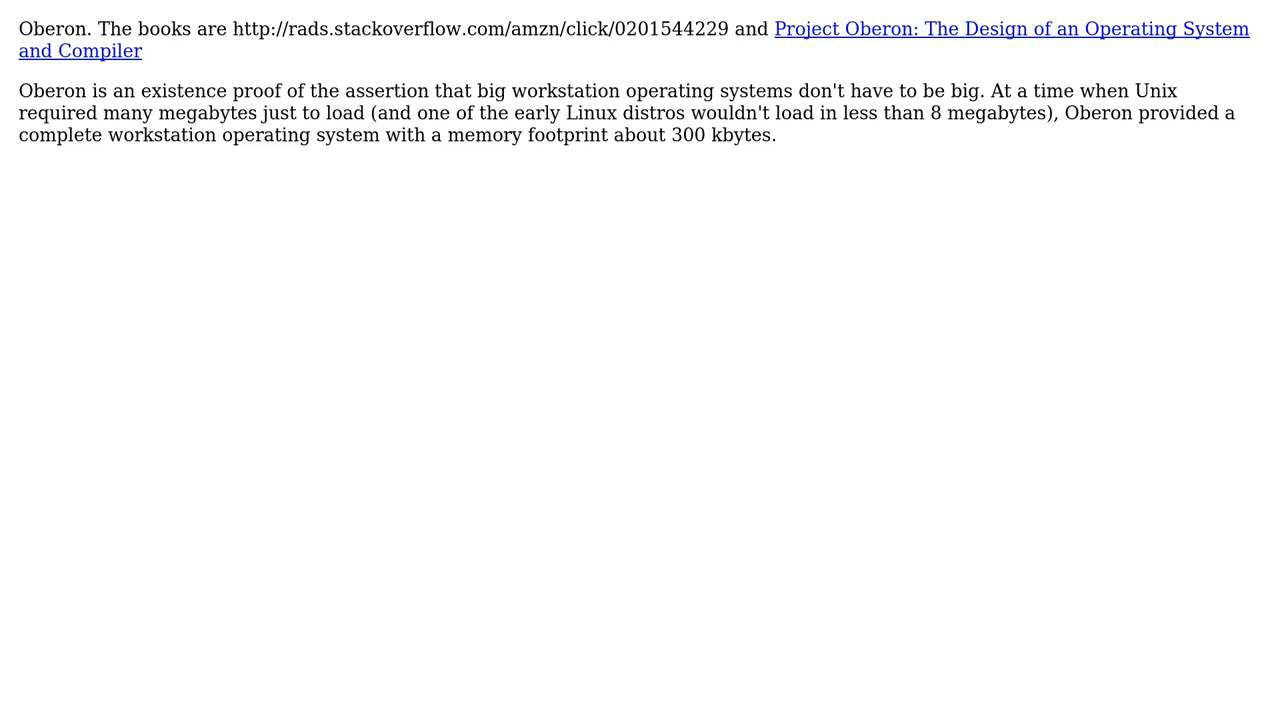 Oberon. The books are http://rads.stackoverflow.com/amzn/click/0201544229 and Project Oberon: The Design of an Operating System
and Compiler
Oberon is an existence proof of the assertion that big workstation operating systems don't have to be big. At a time when Unix
required many megabytes just to load (and one of the early Linux distros wouldn't load in less than 8 megabytes), Oberon provided a
complete workstation operating system with a memory footprint about 300 kbytes.